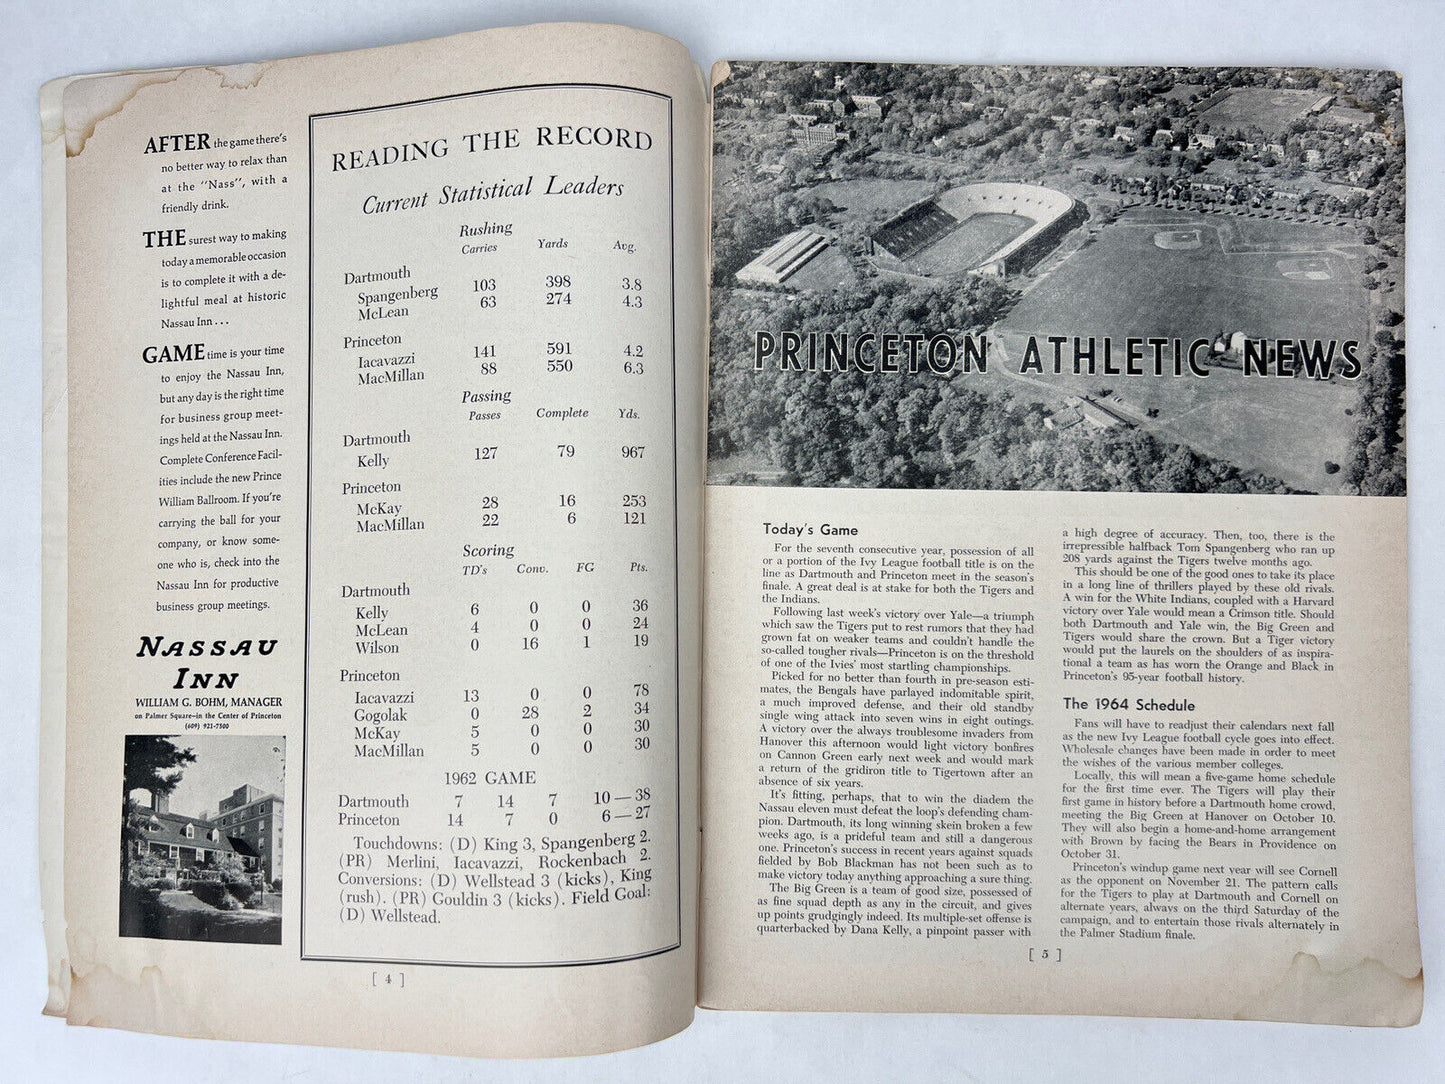 AFTER the game there's
no better way to relax than
at the "Nass", with a
friendly drink.
THE surest way to making
today a memorable occasion
is to complete it with a de-
lightful meal at historic
Nassau Inn . . .
GAME time is your time
to enjoy the Nassau Inn,
but any day is the right time
for business group meet-
ings held at the Nassau Inn.
Complete Conference Facil-
ities include the new Prince
William Ballroom. If you're
carrying the ball for your
company, or know some-
one who is, check into the
Nassau Inn for productive
business group meetings.
NASSAU
INN
WILLIAM G. BOHM, MANAGER
on Palmer Square—in the Center of Princeton
(609) 921-7500
READING THE RECORD
Current Statistical Leaders
Rushing
Carries Yards Avg.
Dartmouth
Spangenberg 103 398 3.8
McLean 63 274 4.3
Princeton
Iacavazzi 141 591 4.2
MacMillan 88 550 6.3
Passing
Passes Complete Yds.
Dartmouth
Kelly 127 79 967
Princeton
McKay 28 16 253
MacMillan 22 6 121
Scoring
TD's Conv. FG Pts.
Dartmouth
Kelly 6 0 0 36
McLean 4 0 0 24
Wilson 0 16 1 19
Princeton
Iacavazzi 13 0 0 78
Gogolak 0 28 2 34
McKay 5 0 0 30
MacMillan 5 0 0 30
1962 GAME
Dartmouth 7 14 7 10 — 38
Princeton 14 7 0 6 — 27
Touchdowns: (D) King 3, Spangenberg 2.
(PR) Merlini, Iacavazzi, Rockenbach 2.
Conversions: (D) Wellstead 3 (kicks), King
(rush). (PR) Gouldin 3 (kicks). Field Goal:
(D) Wellstead.
[ 4 ]
PRINCETON ATHLETIC NEWS
Today's Game
For the seventh consecutive year, possession of all
or a portion of the Ivy League football title is on the
line as Dartmouth and Princeton meet in the season's
finale. A great deal is at stake for both the Tigers and
the Indians.
Following last week's victory over Yale—a triumph
which saw the Tigers put to rest rumors that they had
grown fat on weaker teams and couldn't handle the
so-called tougher rivals—Princeton is on the threshold
of one of the Ivies' most startling championships.
Picked for no better than fourth in pre-season esti-
mates, the Bengals have parlayed indomitable spirit,
a much improved defense, and their old standby
single wing attack into seven wins in eight outings.
A victory over the always troublesome invaders from
Hanover this afternoon would light victory bonfires
on Cannon Green early next week and would mark
a return of the gridiron title to Tigertown after an
absence of six years.
It's fitting, perhaps, that to win the diadem the
Nassau eleven must defeat the loop's defending cham-
pion. Dartmouth, its long winning skein broken a few
weeks ago, is a prideful team and still a dangerous
one. Princeton's success in recent years against squads
fielded by Bob Blackman has not been such as to
make victory today anything approaching a sure thing.
The Big Green is a team of good size, possessed of
as fine squad depth as any in the circuit, and gives
up points grudgingly indeed. Its multiple-set offense is
quarterbacked by Dana Kelly, a pinpoint passer with
a high degree of accuracy. Then, too, there is the
irrepressible halfback Tom Spangenberg who ran up
208 yards against the Tigers twelve months ago.
This should be one of the good ones to take its place
in a long line of thrillers played by these old rivals.
A win for the White Indians, coupled with a Harvard
victory over Yale would mean a Crimson title. Should
both Dartmouth and Yale win, the Big Green and
Tigers would share the crown. But a Tiger victory
would put the laurels on the shoulders of as inspira-
tional a team as has worn the Orange and Black in
Princeton's 95-year football history.
The 1964 Schedule
Fans will have to readjust their calendars next fall
as the new Ivy League football cycle goes into effect.
Wholesale changes have been made in order to meet
the wishes of the various member colleges.
Locally, this will mean a five-game home schedule
for the first time ever. The Tigers will play their
first game in history before a Dartmouth home crowd,
meeting the Big Green at Hanover on October 10.
They will also begin a home-and-home arrangement
with Brown by facing the Bears in Providence on
October 31.
Princeton's windup game next year will see Cornell
as the opponent on November 21. The pattern calls
for the Tigers to play at Dartmouth and Cornell on
alternate years, always on the third Saturday of the
campaign, and to entertain those rivals alternately in
the Palmer Stadium finale.
[ 5 ]